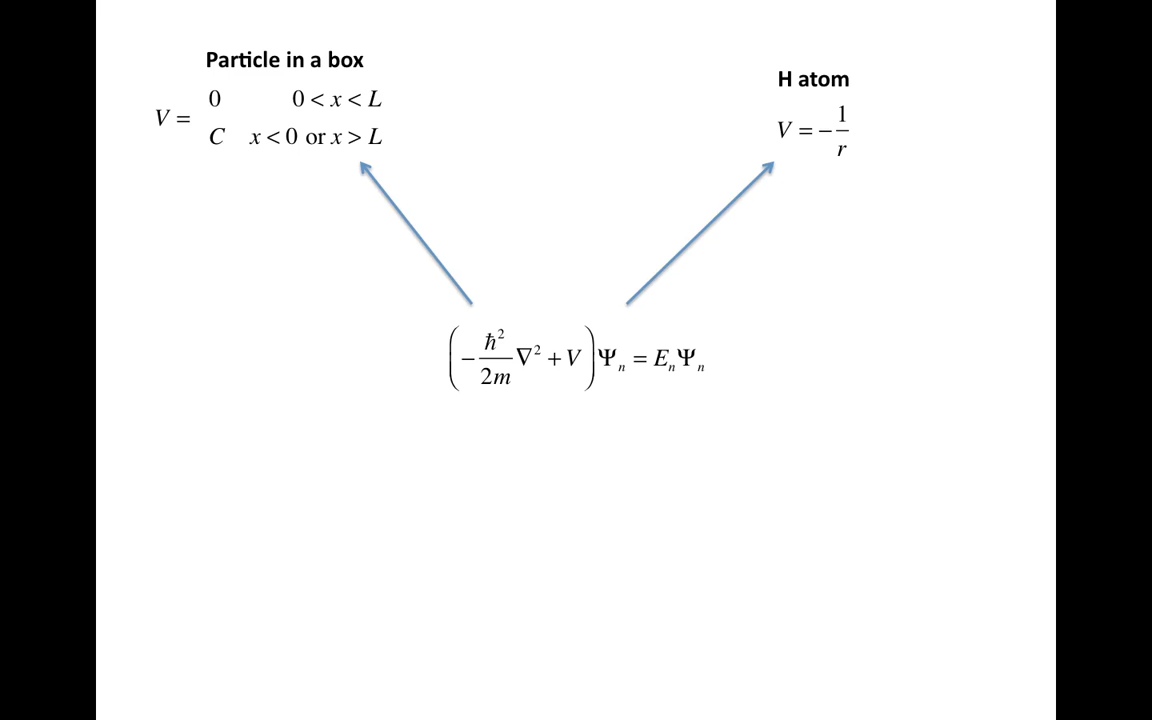 Particle in a box
V = 0 0 < x < L
C x < 0 or x > L
H atom
V = −1/r
(−ℏ²/2m ∇² + V)Ψₙ = EₙΨₙ